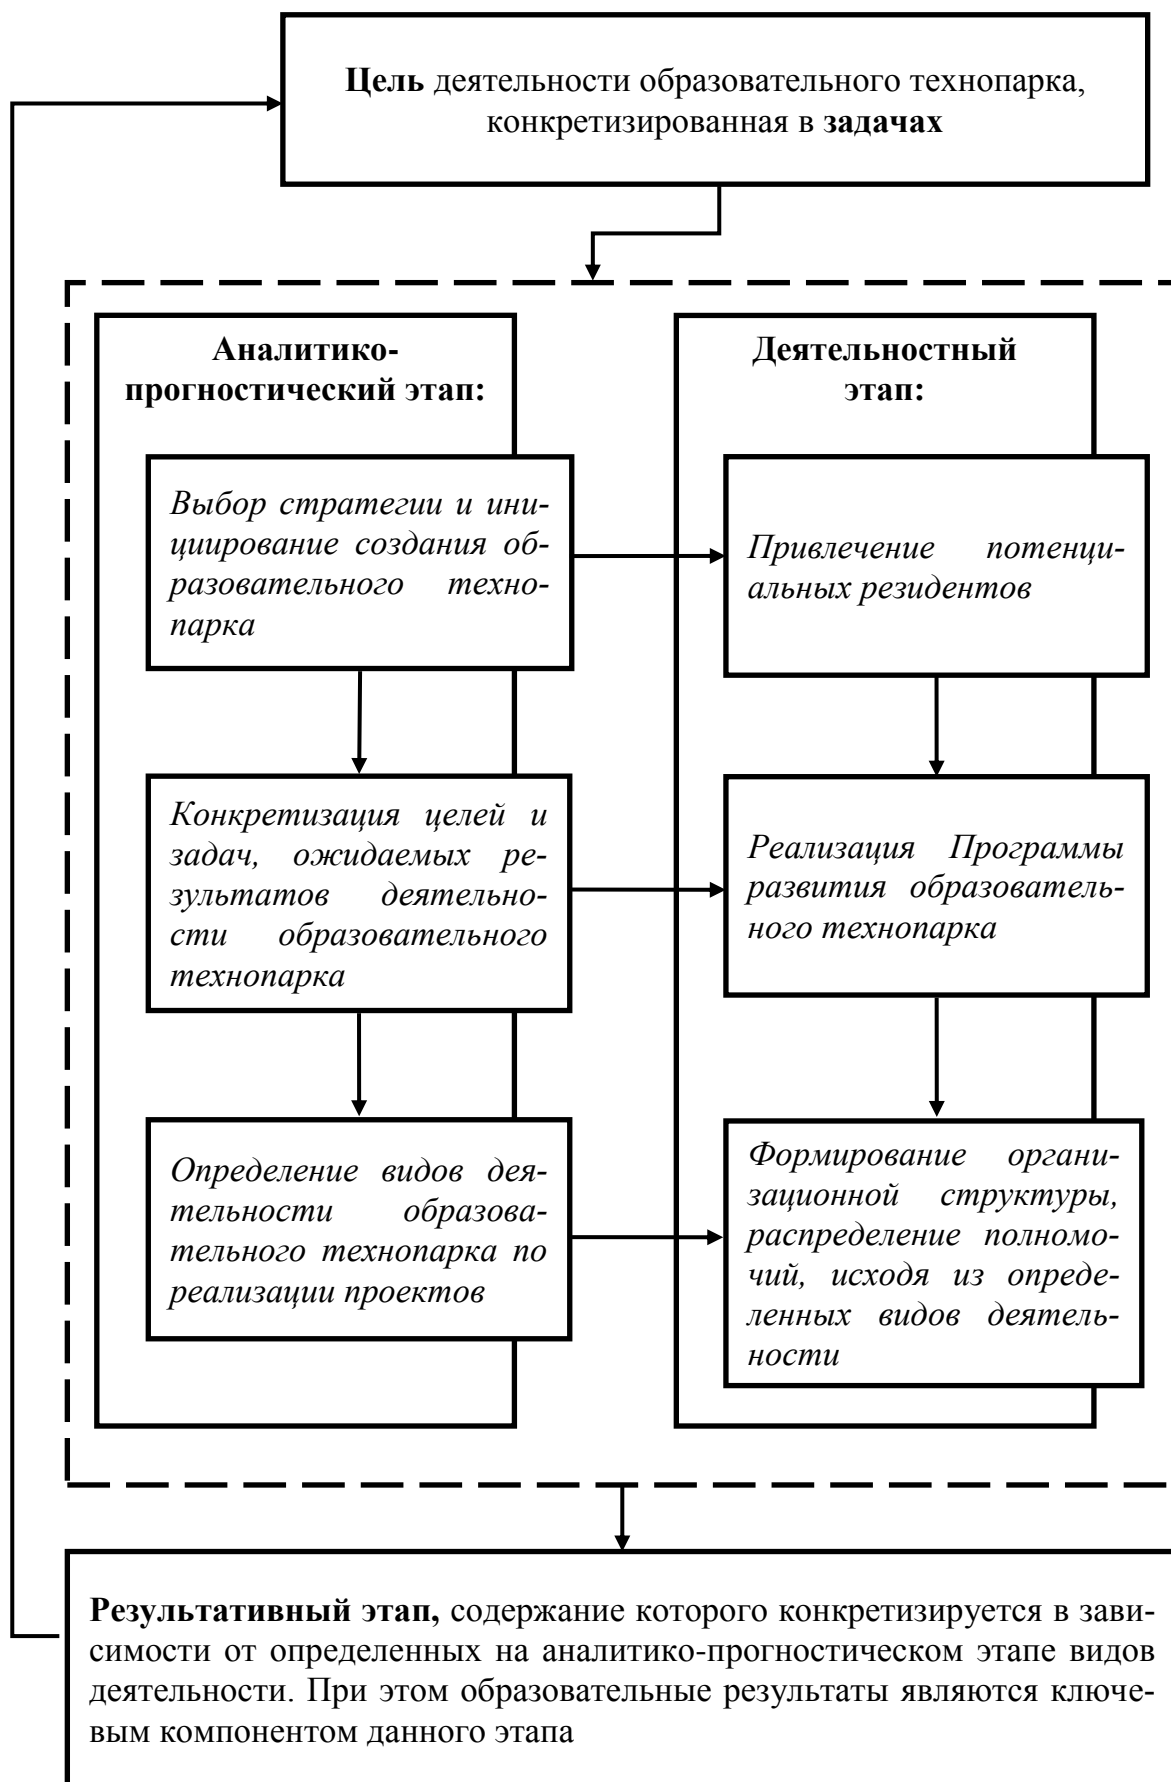 Цель деятельности образовательного технопарка,
конкретизированная в задачах
Аналитико-
прогностический этап:
Выбор стратегии и ини-
циирование создания об-
разовательного техно-
парка
Конкретизация целей и
задач, ожидаемых ре-
зультатов деятельно-
сти образовательного
технопарка
Определение видов дея-
тельности образова-
тельного технопарка по
реализации проектов
Деятельностный
этап:
Привлечение потенци-
альных резидентов
Реализация Программы
развития образователь-
ного технопарка
Формирование органи-
зационной структуры,
распределение полномо-
чий, исходя из опреде-
ленных видов деятель-
ности
Результативный этап, содержание которого конкретизируется в зави-
симости от определенных на аналитико-прогностическом этапе видов
деятельности. При этом образовательные результаты являются ключе-
вым компонентом данного этапа